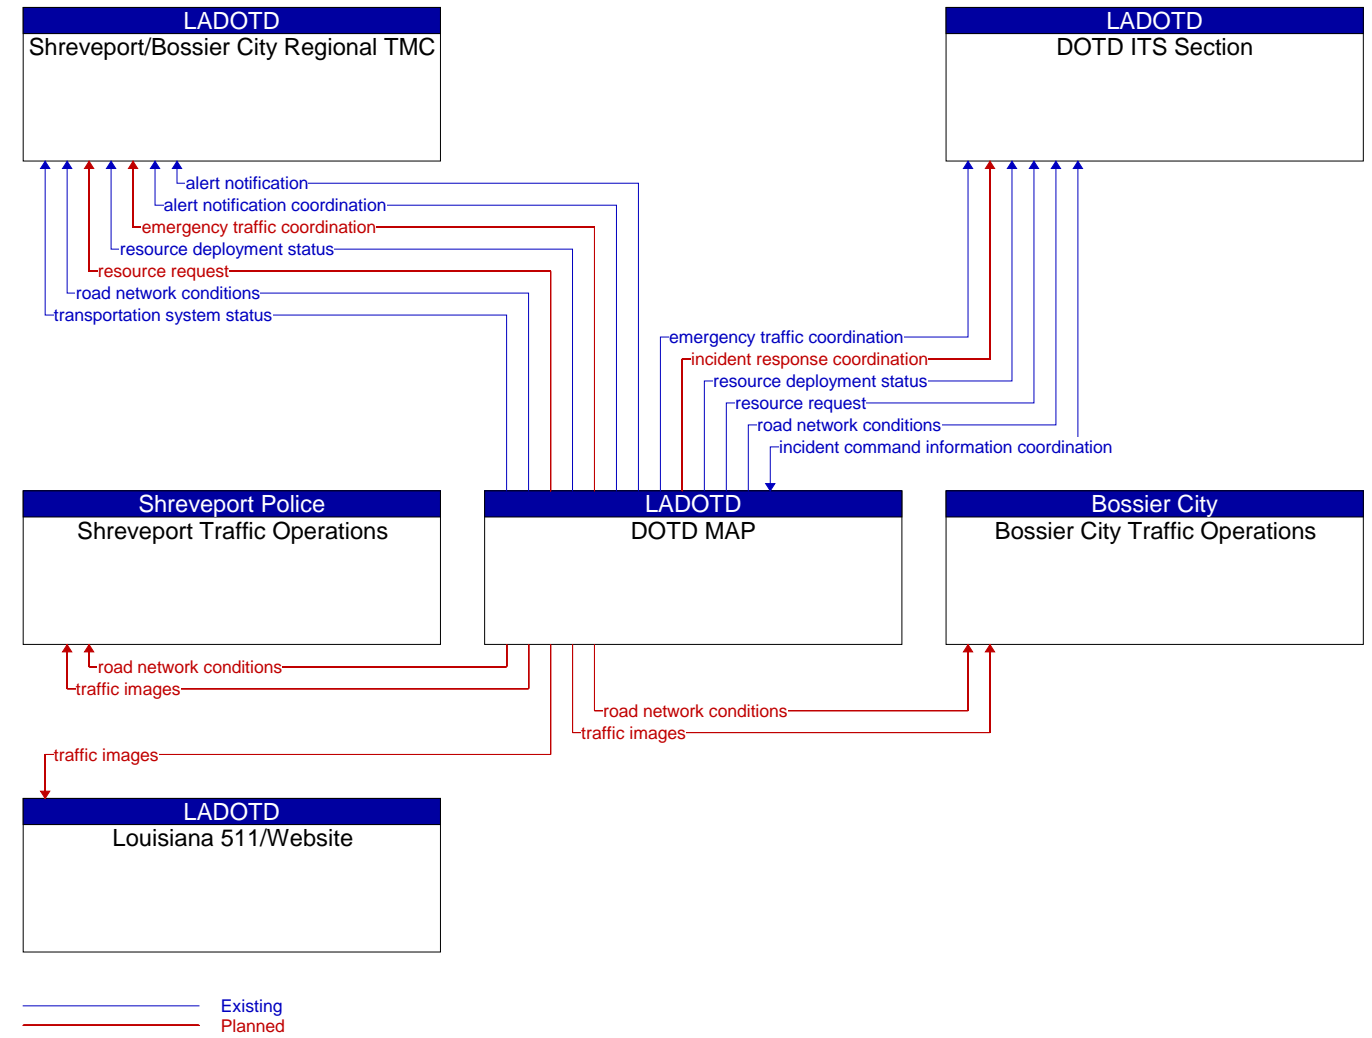 LADOTD
Shreveport/Bossier City Regional TMC
LADOTD
DOTD ITS Section
alert notification
alert notification coordination
emergency traffic coordination
resource deployment status
resource request
road network conditions
transportation system status
emergency traffic coordination
incident response coordination
resource deployment status
resource request
road network conditions
incident command information coordination
Shreveport Police
Shreveport Traffic Operations
LADOTD
DOTD MAP
Bossier City
Bossier City Traffic Operations
road network conditions
traffic images
road network conditions
traffic images
traffic images
LADOTD
Louisiana 511/Website
Existing
Planned